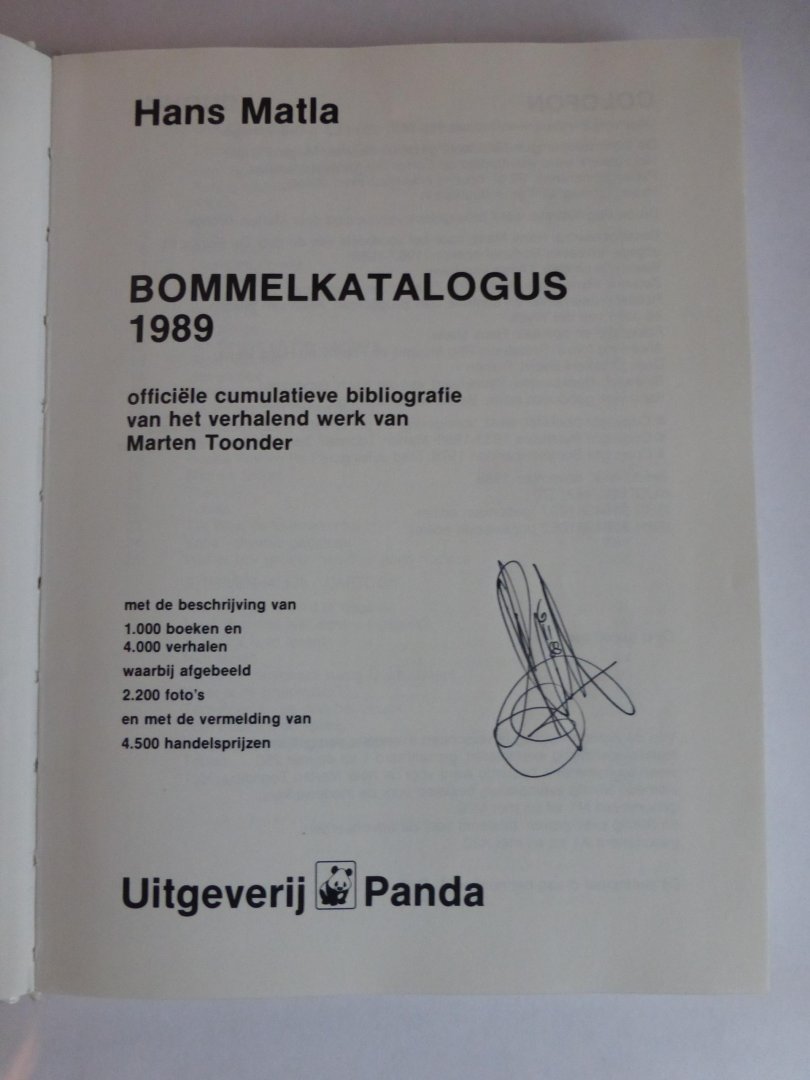 Hans Matla
BOMMELKATALOGUS
1989
officiële cumulatieve bibliografie
van het verhalend werk van
Marten Toonder
met de beschrijving van
1.000 boeken en
4.000 verhalen
waarbij afgebeeld
2.200 foto's
en met de vermelding van
4.500 handelsprijzen
Uitgeverij Panda